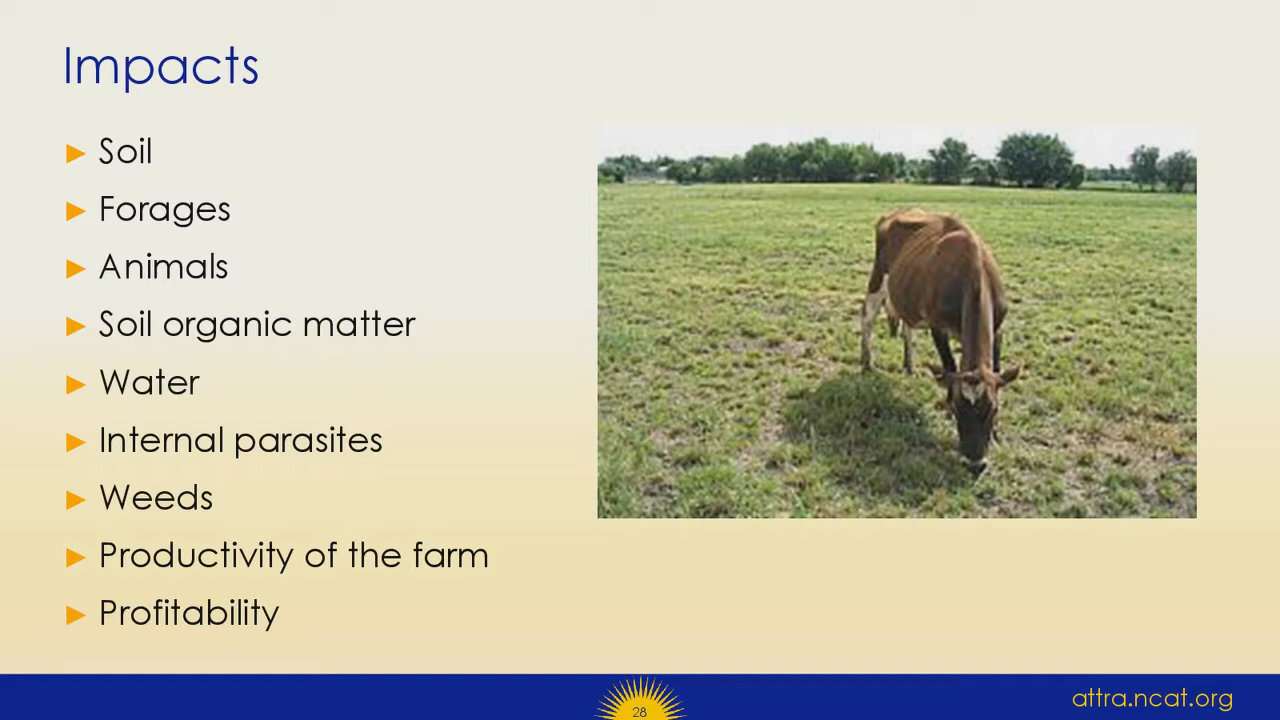 Impacts
Soil
Forages
Animals
Soil organic matter
Water
Internal parasites
Weeds
Productivity of the farm
Profitability
28
attra.ncat.org